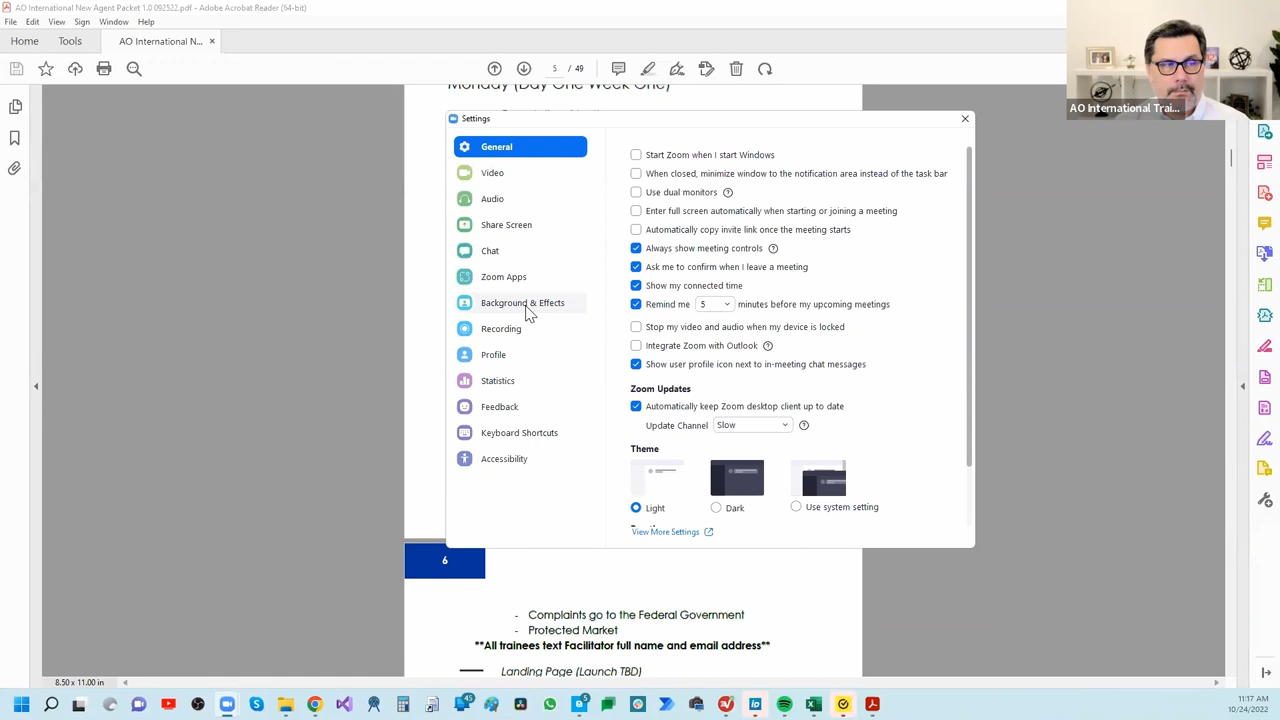 AO International New Agent Packet 1.0 092522.pdf - Adobe Acrobat Reader (64-bit)
File Edit View Sign Window Help
Home Tools AO International N... ×
5 / 49
Monday (Day One Week One)
AO International Trai...
Settings
General
Video
Audio
Share Screen
Chat
Zoom Apps
Background & Effects
Recording
Profile
Statistics
Feedback
Keyboard Shortcuts
Accessibility
Start Zoom when I start Windows
When closed, minimize window to the notification area instead of the task bar
Use dual monitors ?
Enter full screen automatically when starting or joining a meeting
Automatically copy invite link once the meeting starts
Always show meeting controls ?
Ask me to confirm when I leave a meeting
Show my connected time
Remind me 5 minutes before my upcoming meetings
Stop my video and audio when my device is locked
Integrate Zoom with Outlook ?
Show user profile icon next to in-meeting chat messages
Zoom Updates
Automatically keep Zoom desktop client up to date
Update Channel Slow ?
Theme
Light Dark Use system setting
View More Settings
6
- Complaints go to the Federal Government
- Protected Market
**All trainees text Facilitator full name and email address**
Landing Page (Launch TBD)
8.50 x 11.00 in
45
5
11:17 AM
10/24/2022